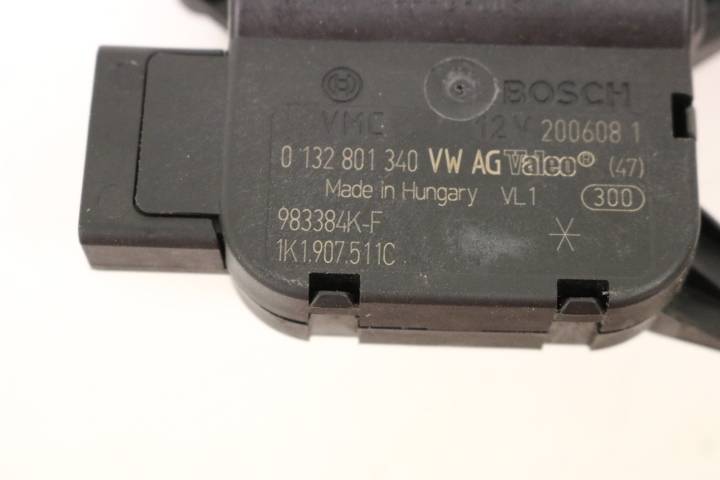 BOSCH
VMC 12 V 200608 1
0 132 801 340 VW AG Valeo® (47)
Made in Hungary VL1 300
983384K-F
1K1.907.511C